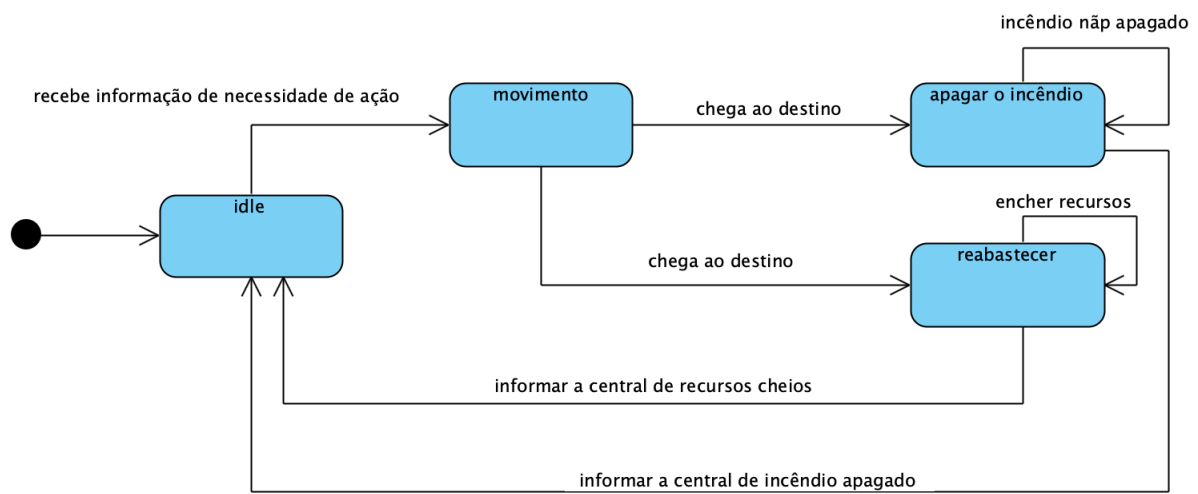 incêndio nãp apagado
recebe informação de necessidade de ação
movimento
chega ao destino
apagar o incêndio
idle
encher recursos
chega ao destino
reabastecer
informar a central de recursos cheios
informar a central de incêndio apagado